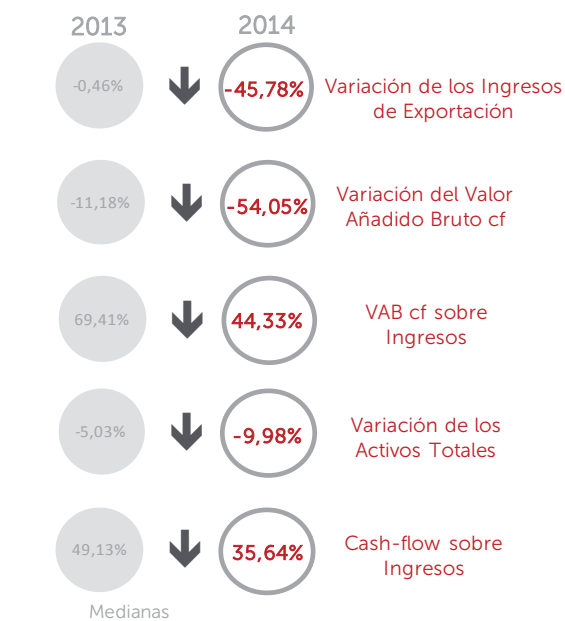 2013 2014
-0,46% -45,78% Variación de los Ingresos
de Exportación
-11,18% -54,05% Variación del Valor
Añadido Bruto cf
69,41% 44,33% VAB cf sobre
Ingresos
-5,03% -9,98% Variación de los
Activos Totales
49,13% 35,64% Cash-flow sobre
Ingresos
Medianas